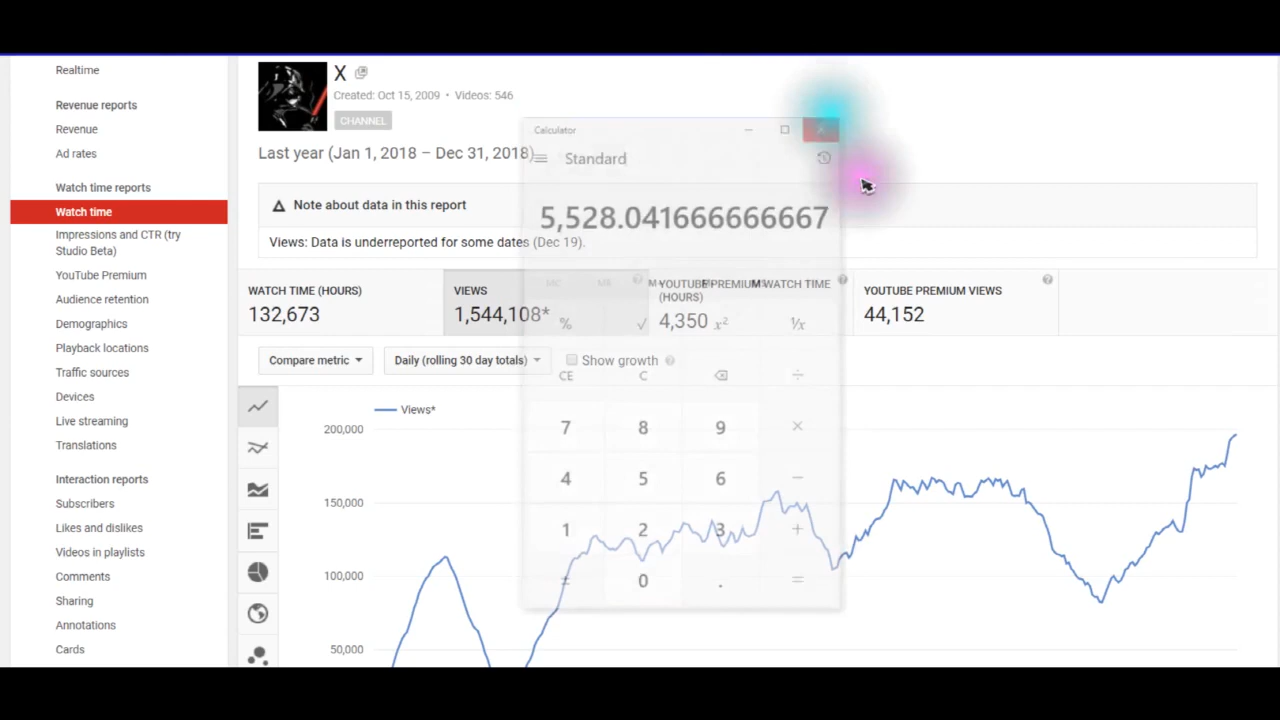 Realtime
Revenue reports
Revenue
Ad rates
Watch time reports
Watch time
Impressions and CTR (try
Studio Beta)
YouTube Premium
Audience retention
Demographics
Playback locations
Traffic sources
Devices
Live streaming
Translations
Interaction reports
Subscribers
Likes and dislikes
Videos in playlists
Comments
Sharing
Annotations
Cards
X
Created: Oct 15, 2009 • Videos: 546
CHANNEL
Last year (Jan 1, 2018 – Dec 31, 2018)
Note about data in this report
Views: Data is underreported for some dates (Dec 19).
WATCH TIME (HOURS)
132,673
VIEWS
1,544,108*
YOUTUBE PREMIUM WATCH TIME
(HOURS)
4,350
YOUTUBE PREMIUM VIEWS
44,152
Compare metric
Daily (rolling 30 day totals)
Show growth
Views*
200,000
150,000
100,000
50,000
Calculator
Standard
5,528.041666666667
MC MR M+ M- MS
% √ x² ⅟x
CE C ⌫ ÷
7 8 9 ×
4 5 6 −
1 2 3 +
± 0 . =